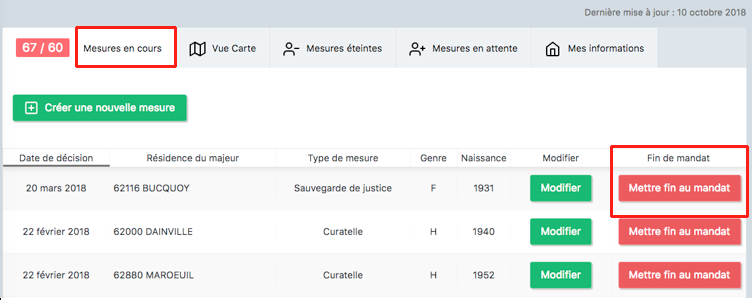 Dernière mise à jour : 10 octobre 2018
67 / 60 Mesures en cours Vue Carte Mesures éteintes Mesures en attente Mes informations
Créer une nouvelle mesure
Date de décision Résidence du majeur Type de mesure Genre Naissance Modifier Fin de mandat
20 mars 2018 62116 BUCQUOY Sauvegarde de justice F 1931 Modifier Mettre fin au mandat
22 février 2018 62000 DAINVILLE Curatelle H 1940 Modifier Mettre fin au mandat
22 février 2018 62880 MAROEUIL Curatelle H 1952 Modifier Mettre fin au mandat